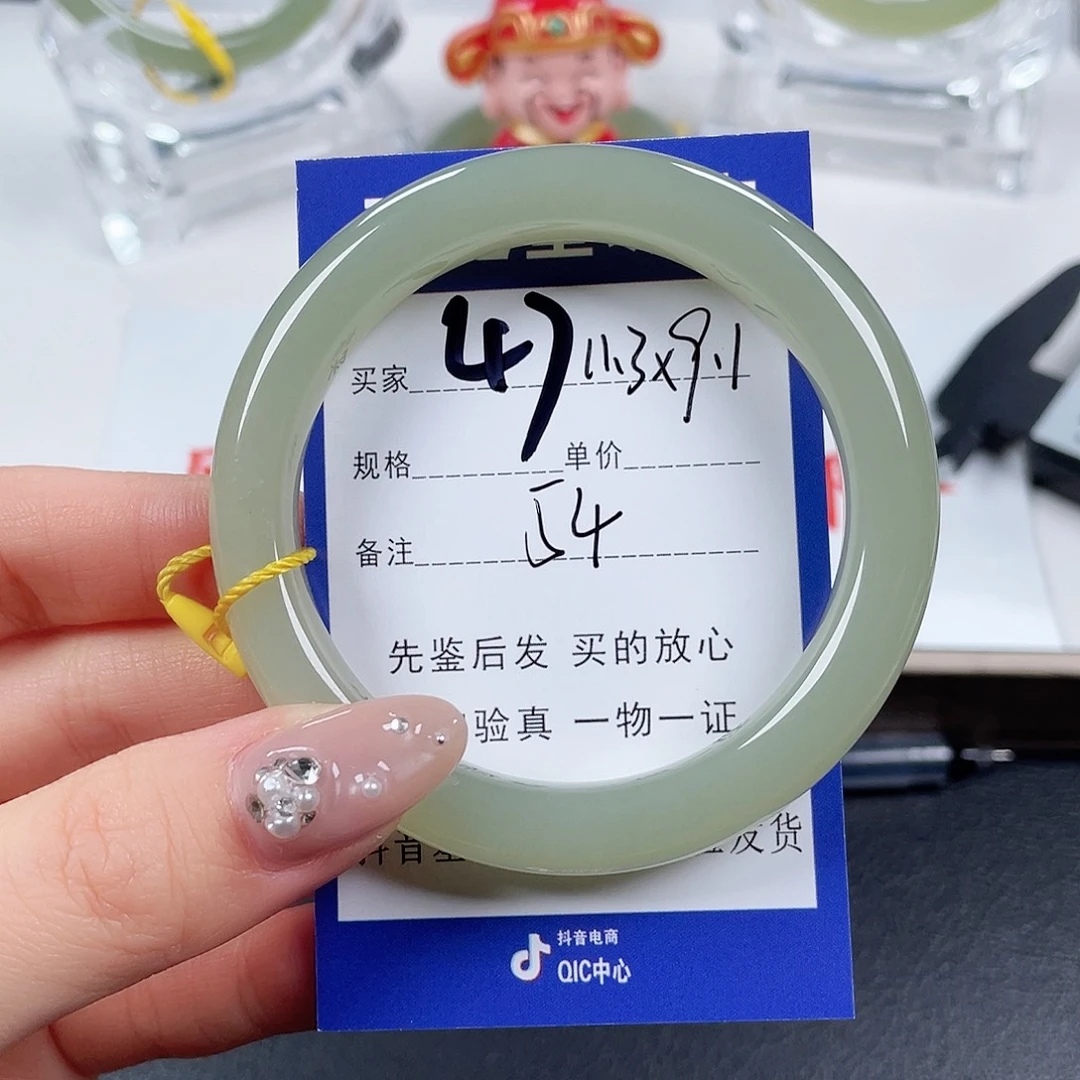 买家 47 11.3x9.1
规格 单价
备注 54
先鉴后发 买的放心
验真 一物一证
发货
抖音电商
QIC中心